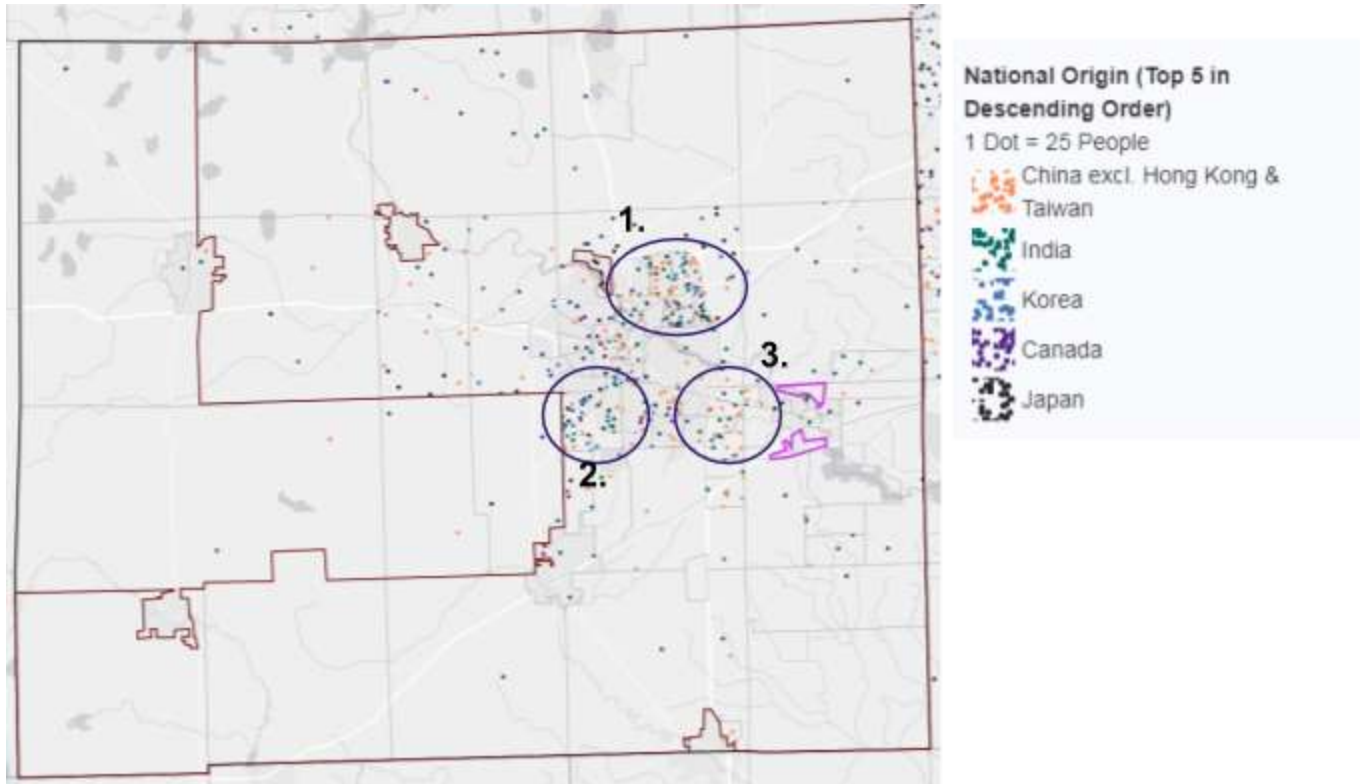 National Origin (Top 5 in
Descending Order)
1 Dot = 25 People
China excl. Hong Kong &
Taiwan
India
Korea
Canada
Japan
1.
3.
2.